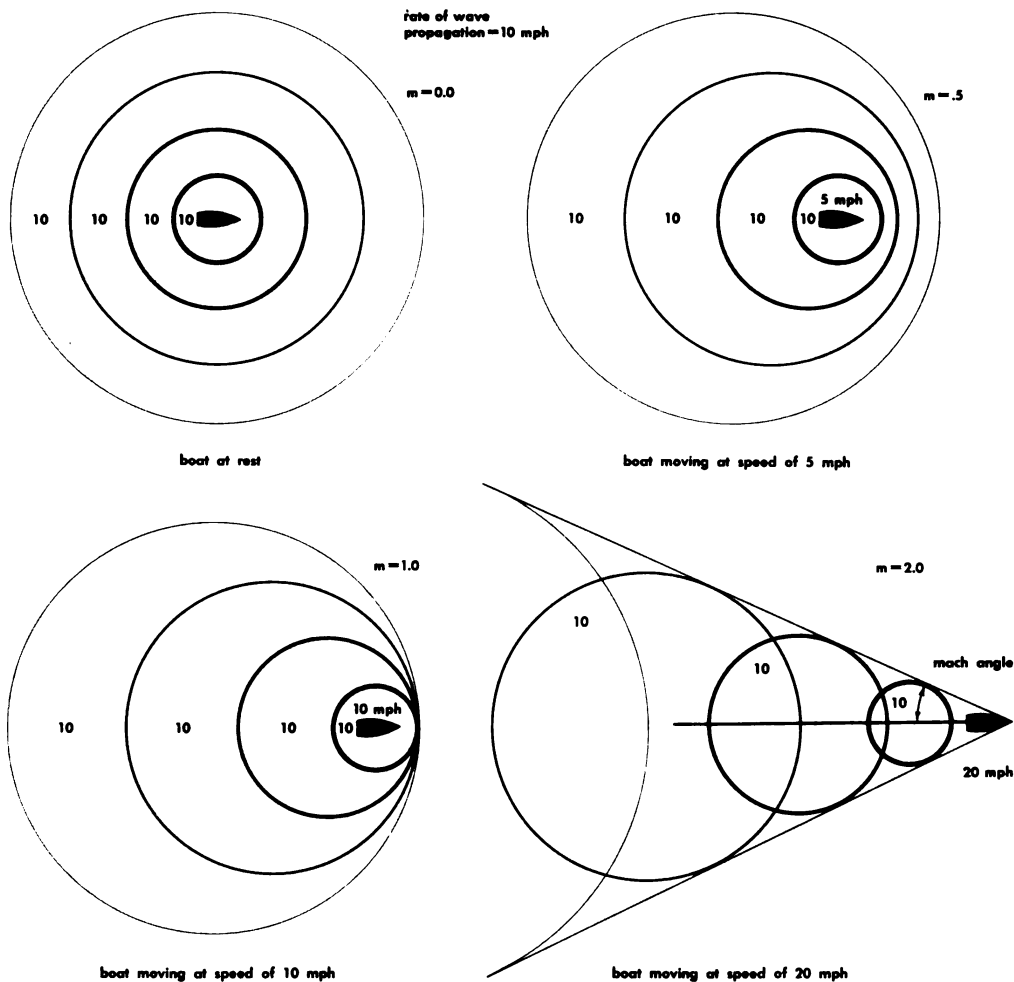 rate of wave
propagation=10 mph
m=0.0
10 10 10 10
boat at rest
m=.5
5 mph
10 10 10 10
boat moving at speed of 5 mph
m=1.0
10 mph
10 10 10 10
boat moving at speed of 10 mph
m=2.0
10
10
mach angle
10
20 mph
boat moving at speed of 20 mph